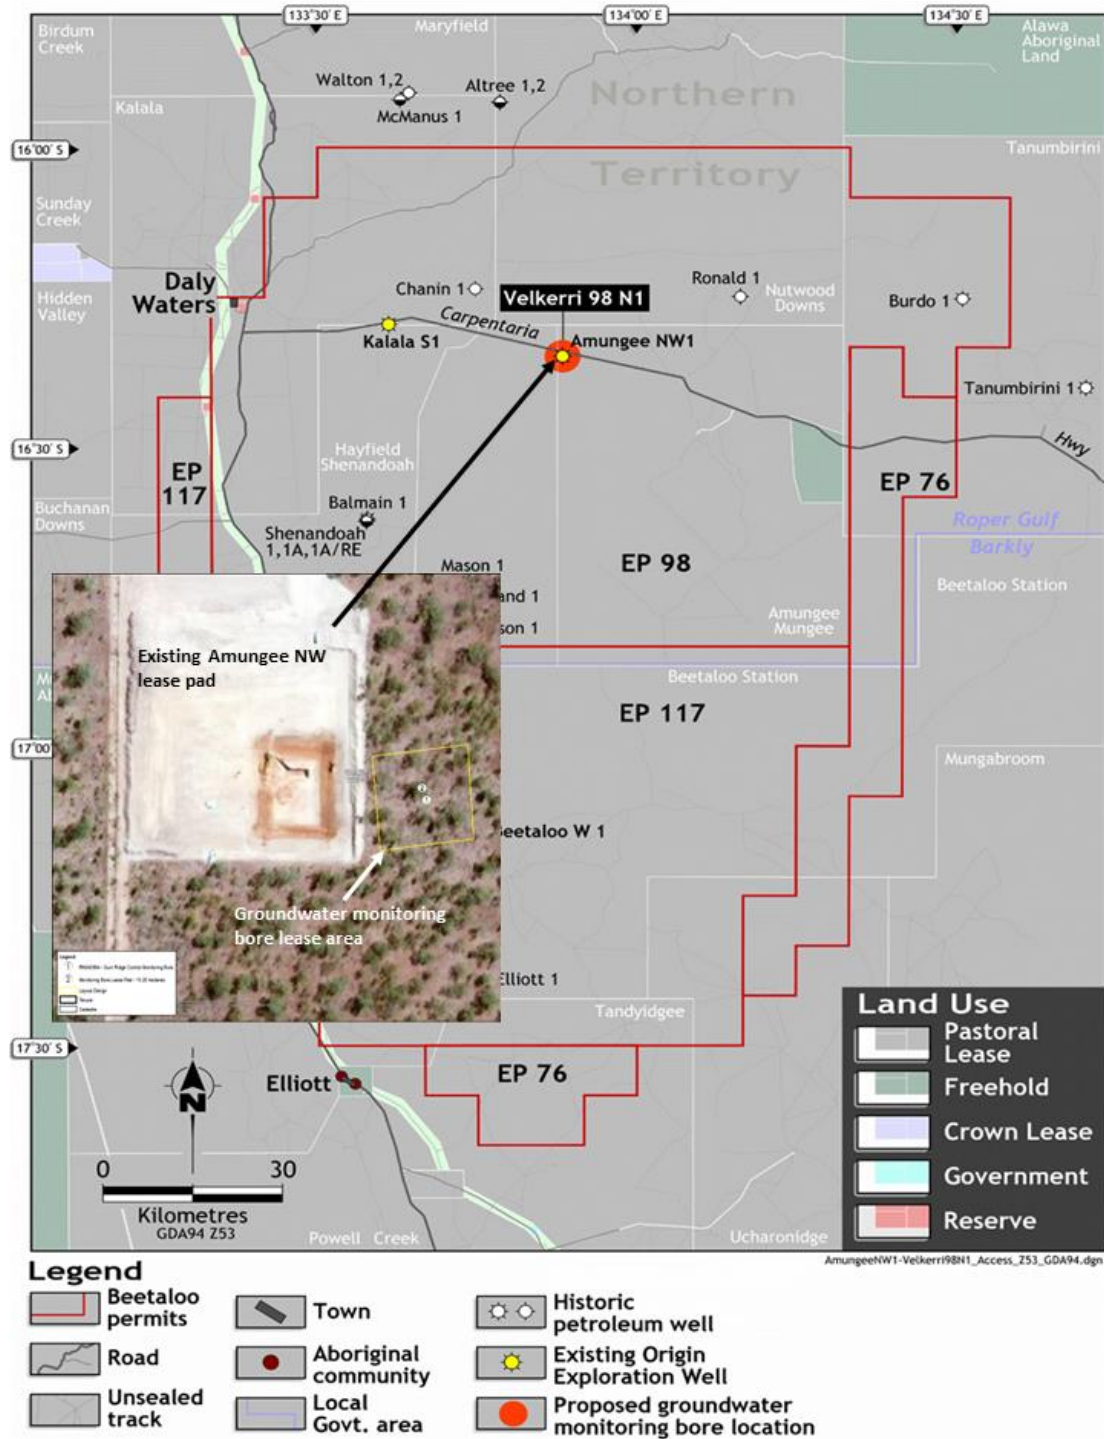 133°30′ E
134°00′ E
134°30′ E
Birdum
Creek
Maryfield
Alawa
Aboriginal
Land
Walton 1,2
Altree 1,2
McManus 1
Kalala
Northern
Territory
16°00′ S
Tanumbirini
Sunday
Creek
Daly
Waters
Hidden
Valley
Chanin 1
Velkerri 98 N1
Ronald 1
Nutwood
Downs
Burdo 1
Carpentaria
Kalala S1
Amungee NW1
Tanumbirini 1
16°30′ S
Hwy
Hayfield
Shenandoah
EP
117
EP 76
Buchanan
Downs
Balmain 1
Shenandoah
1,1A,1A/RE
Roper Gulf
Barkly
Mason 1
EP 98
Beetaloo Station
and 1
son 1
Amungee
Mungee
Existing Amungee NW
lease pad
Beetaloo Station
EP 117
17°00′
Mungabroom
eetaloo W 1
Groundwater monitoring
bore lease area
Elliott 1
Tandyidgee
17°30′ S
Elliott
EP 76
N
0 30
Kilometres
GDA94 Z53
Powell Creek
Ucharonidge
Land Use
Pastoral
Lease
Freehold
Crown Lease
Government
Reserve
AmungeeNW1-Velkerri98N1_Access_Z53_GDA94.dgn
Legend
Beetaloo
permits
Town
Historic
petroleum well
Road
Aboriginal
community
Existing Origin
Exploration Well
Unsealed
track
Local
Govt. area
Proposed groundwater
monitoring bore location